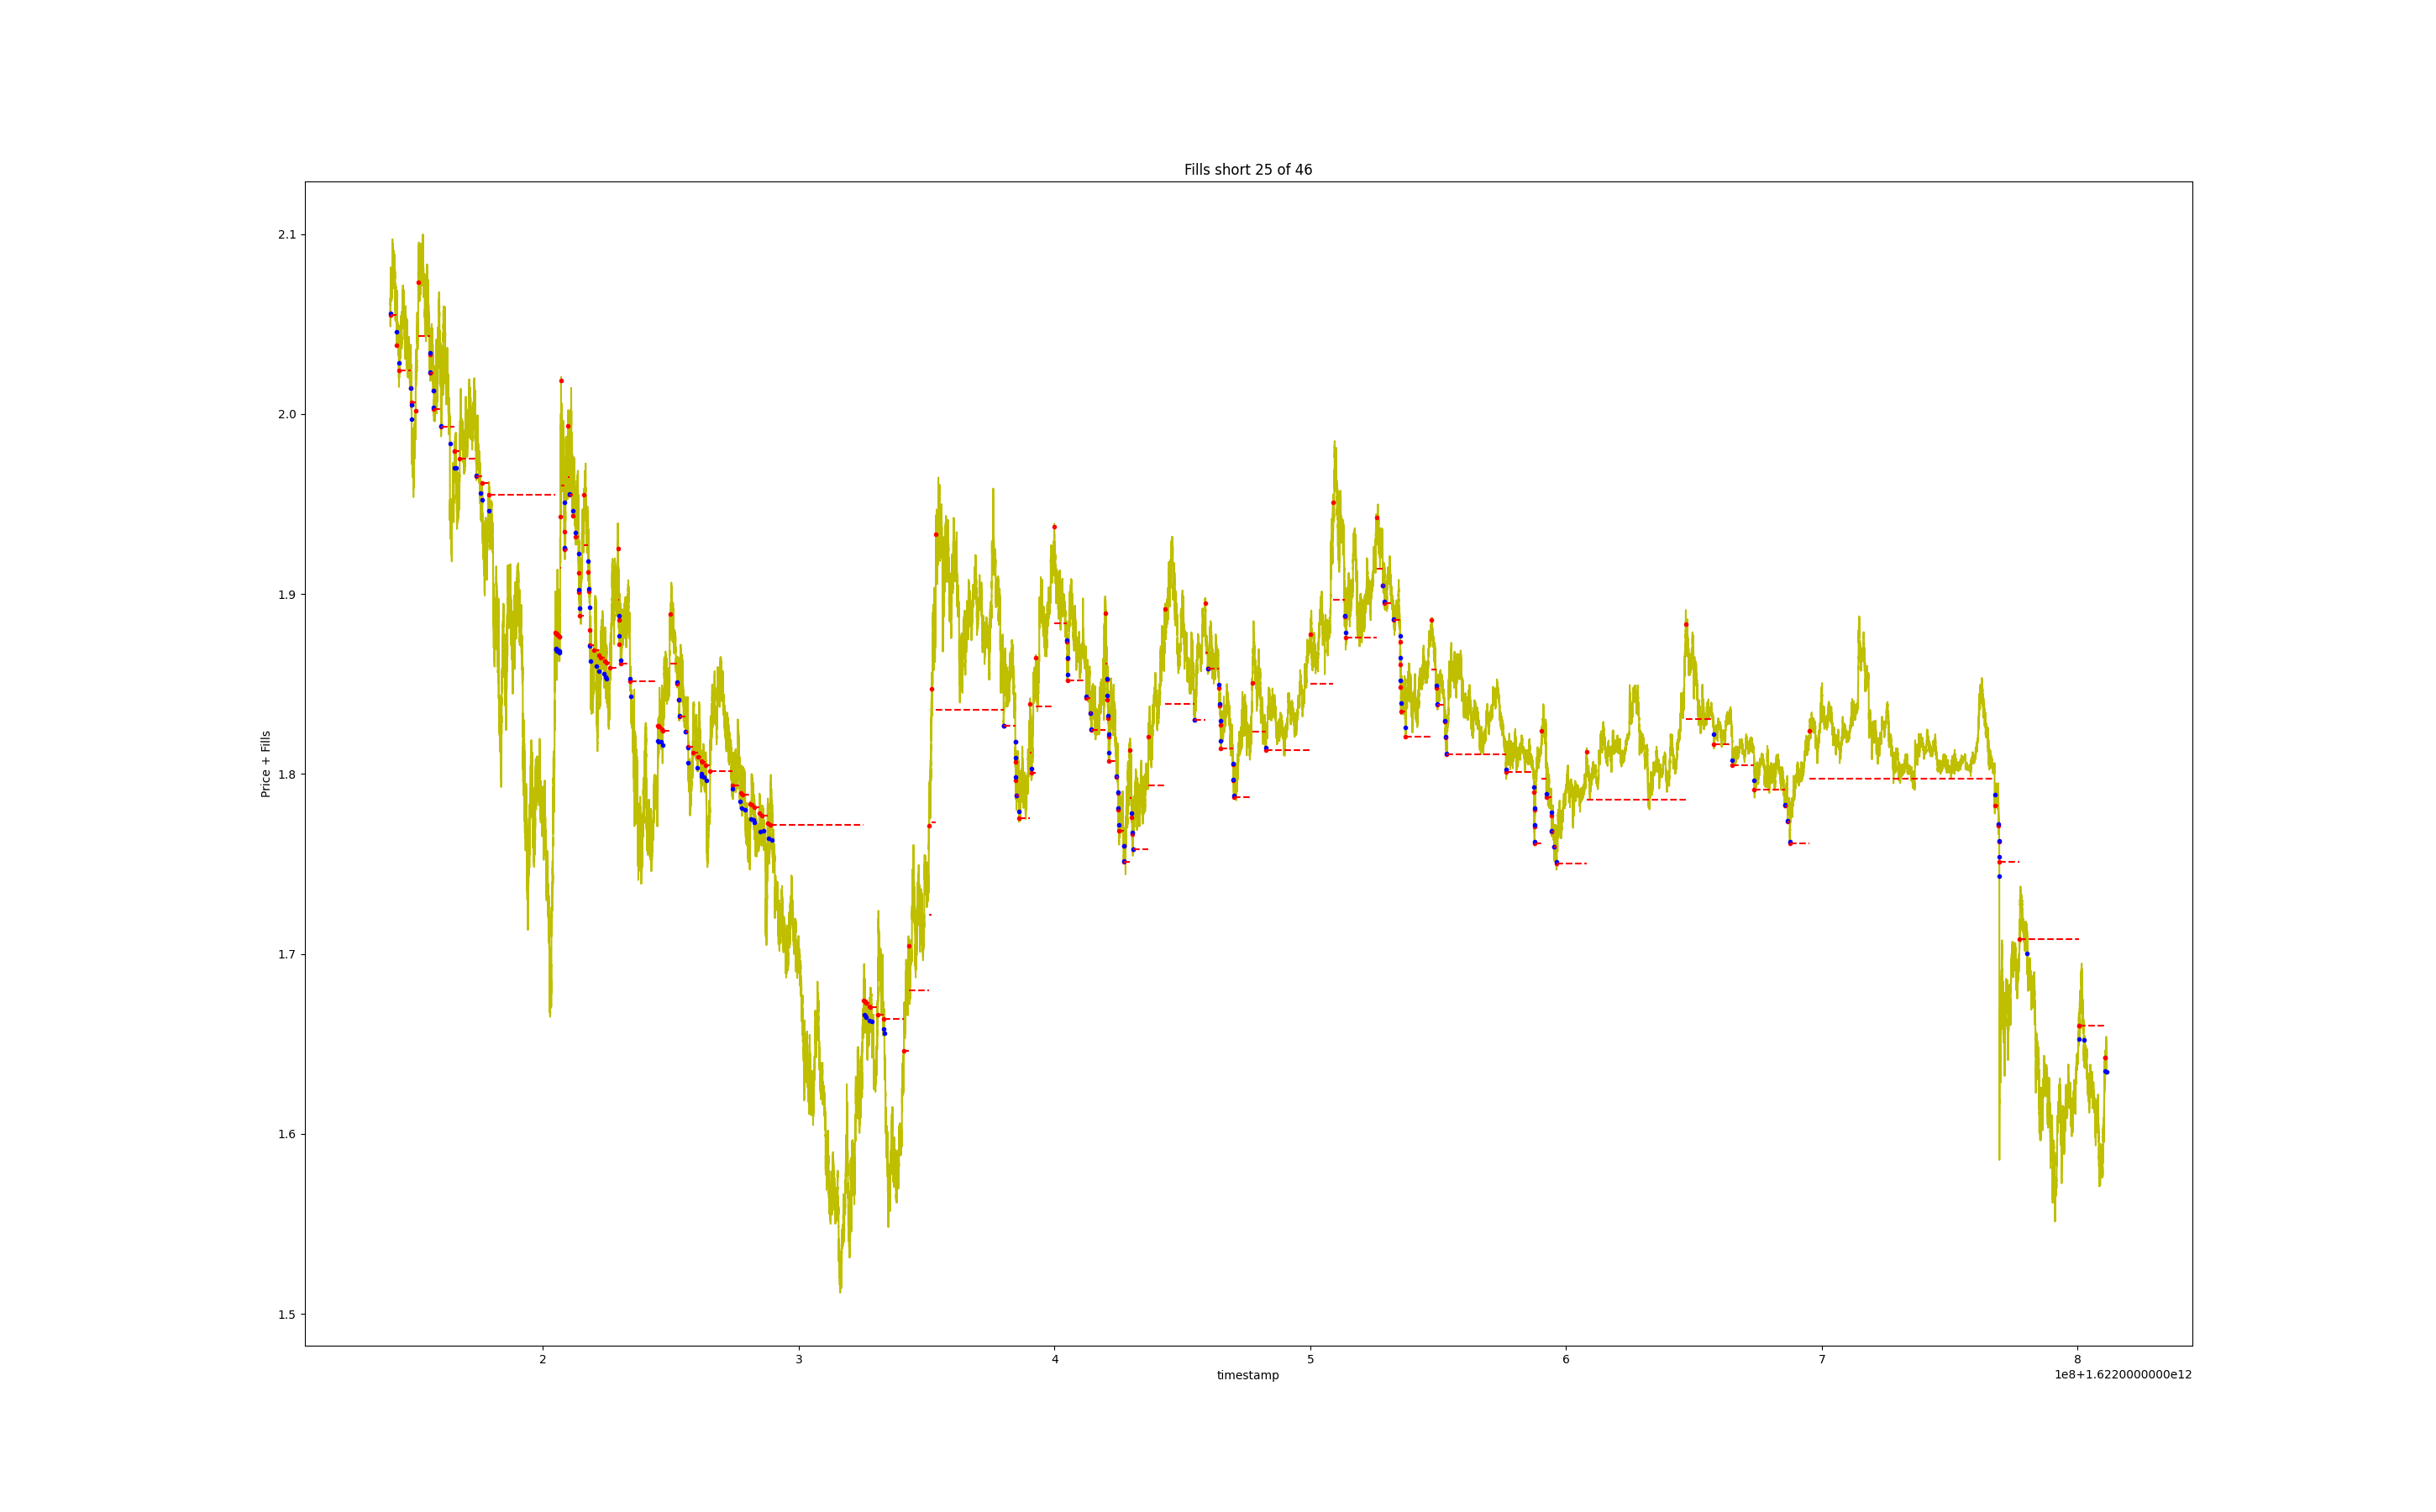 Fills short 25 of 46
2.1
2.0
1.9
1.8
1.7
1.6
1.5
Price + Fills
2 3 4 5 6 7 8
timestamp
1e8+1.6220000000e12